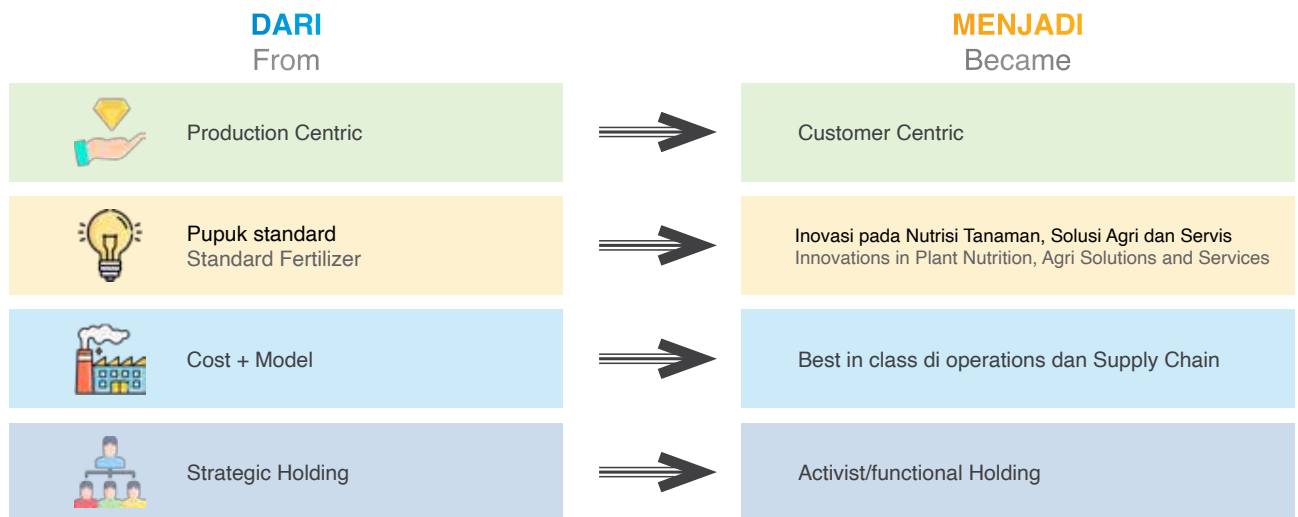 DARI
From
MENJADI
Became
Production Centric
Customer Centric
Pupuk standard
Standard Fertilizer
Inovasi pada Nutrisi Tanaman, Solusi Agri dan Servis
Innovations in Plant Nutrition, Agri Solutions and Services
Cost + Model
Best in class di operations dan Supply Chain
Strategic Holding
Activist/functional Holding